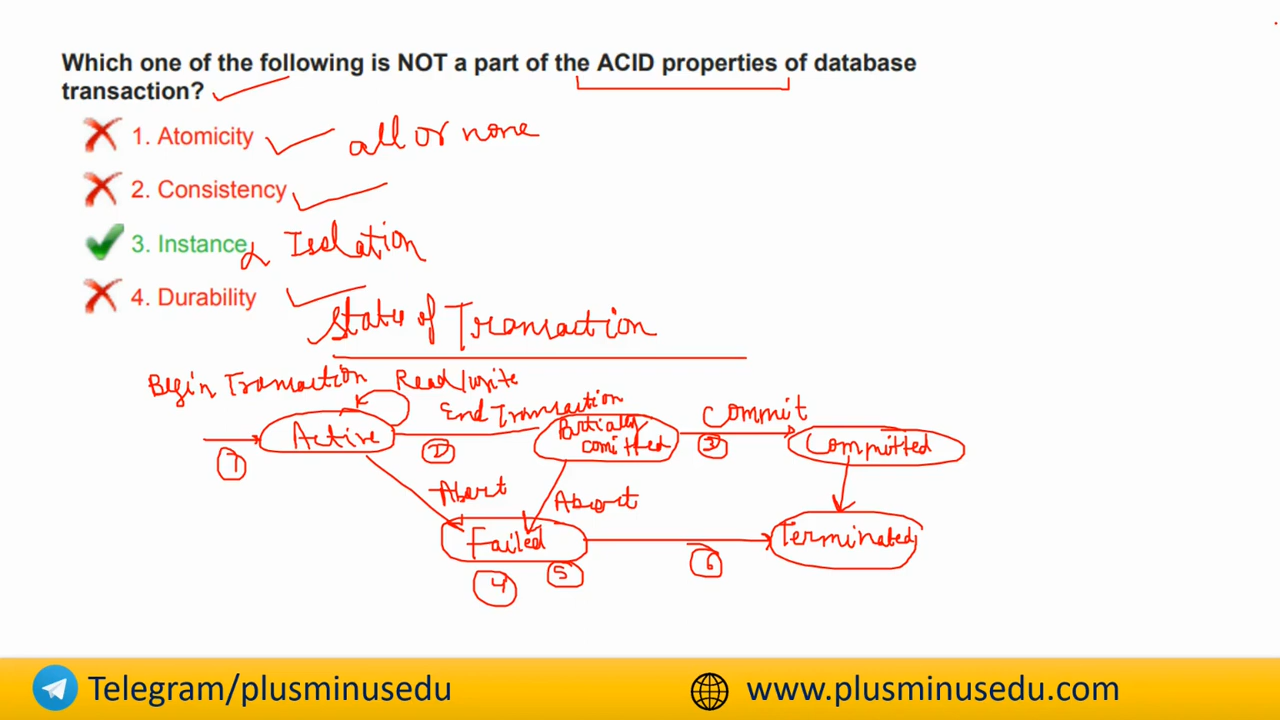 Which one of the following is NOT a part of the ACID properties of database
transaction?
1. Atomicity all or none
2. Consistency
3. Instance Isolation
4. Durability
State of Transaction
Begin Transaction Read/write
End Transaction
Commit
Active
Partially
comitted
Committed
1
2
3
Abort
Abort
Failed
Terminated
4
5
6
Telegram/plusminusedu
www.plusminusedu.com